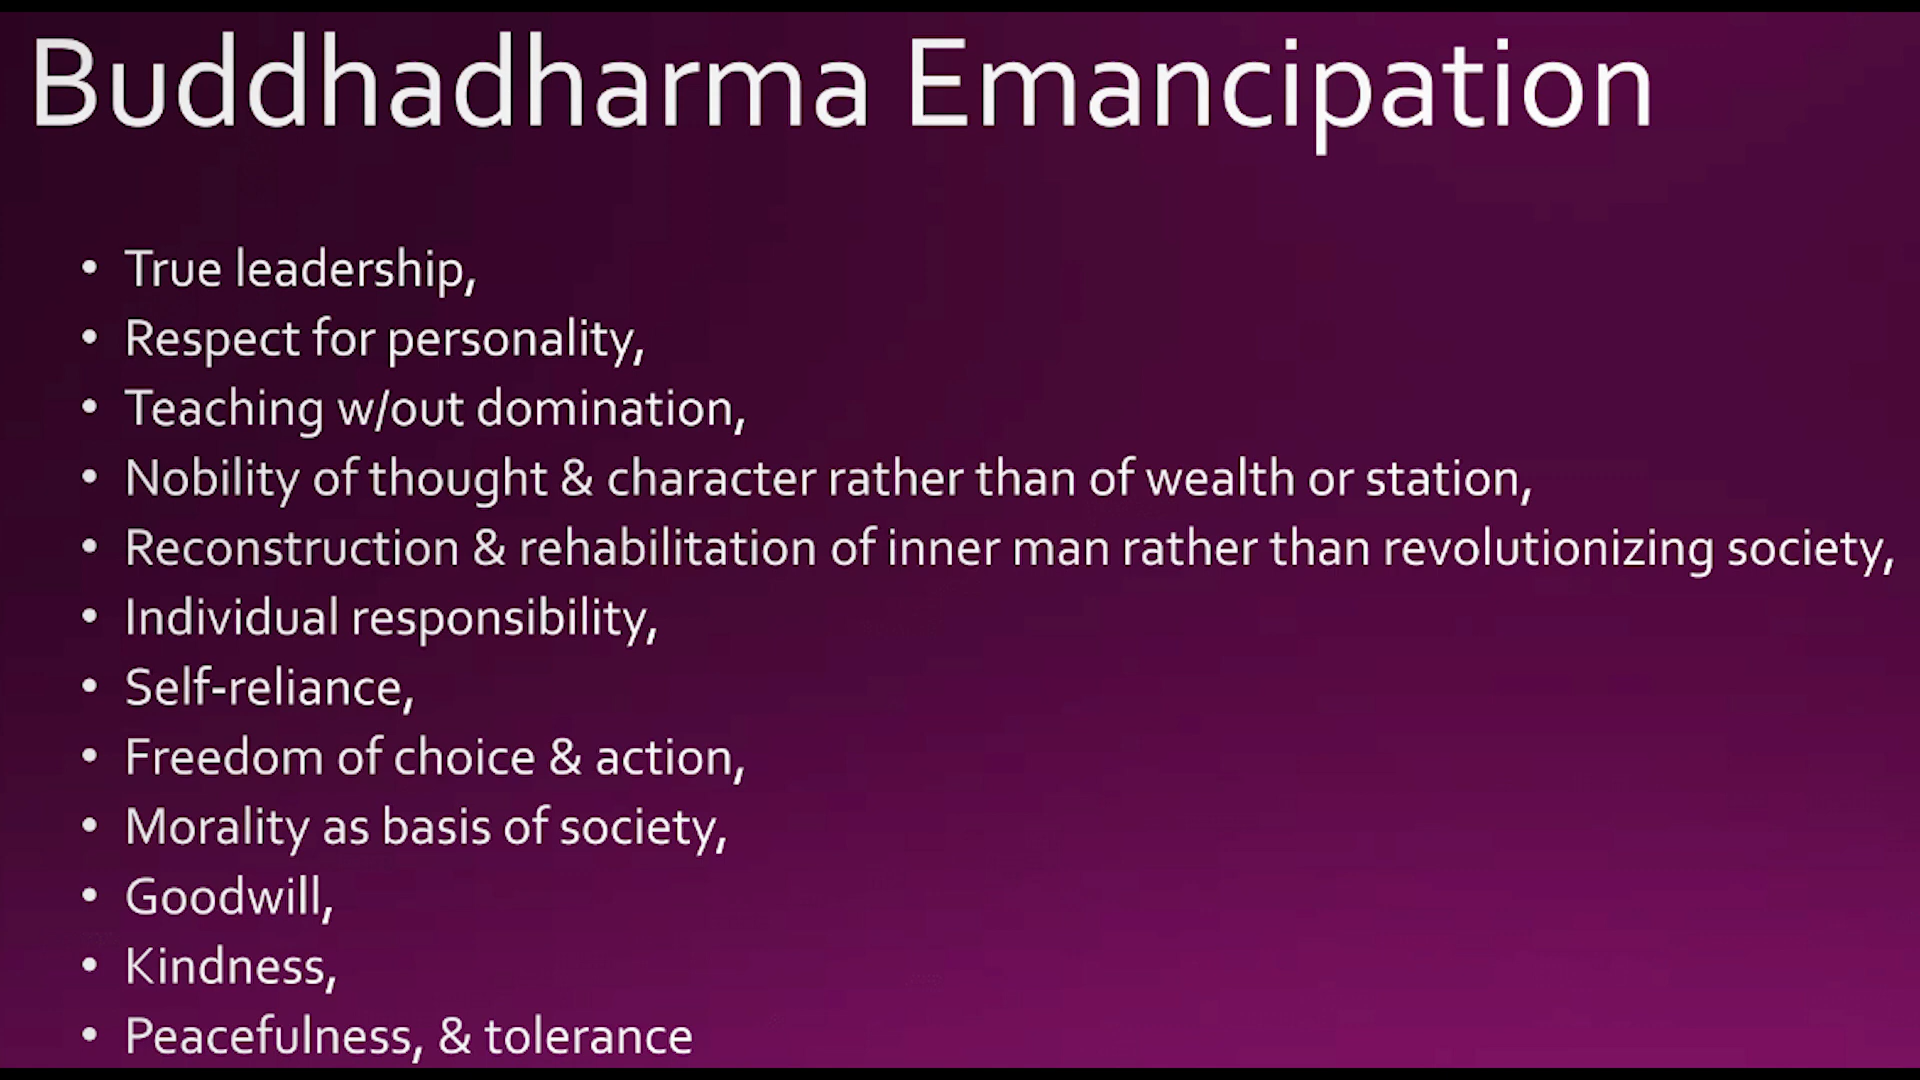 Buddhadharma Emancipation
• True leadership,
• Respect for personality,
• Teaching w/out domination,
• Nobility of thought & character rather than of wealth or station,
• Reconstruction & rehabilitation of inner man rather than revolutionizing society,
• Individual responsibility,
• Self-reliance,
• Freedom of choice & action,
• Morality as basis of society,
• Goodwill,
• Kindness,
• Peacefulness, & tolerance